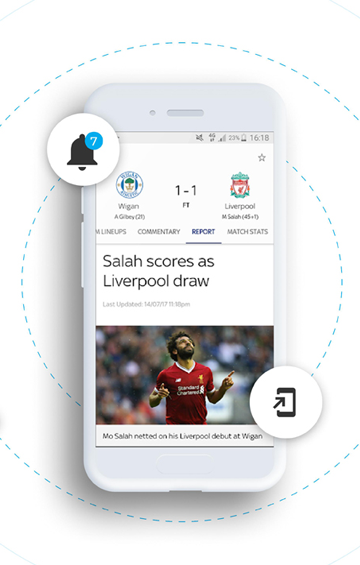 7
23% 16:18
Wigan
A Gilbey (21)
1-1
FT
Liverpool
M Salah (45+1)
M LINEUPS COMMENTARY REPORT MATCH STATS
Salah scores as
Liverpool draw
Last Updated: 14/07/17 11:18pm
Standard
Chartered
Mo Salah netted on his Liverpool debut at Wigan